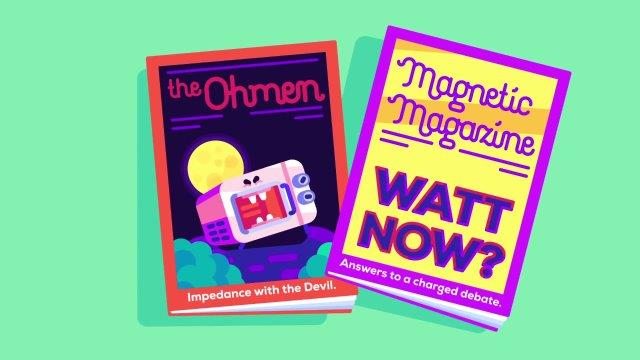 the Ohmen
Impedance with the Devil.
Magnetic
Magazine
WATT
NOW?
Answers to a charged debate.